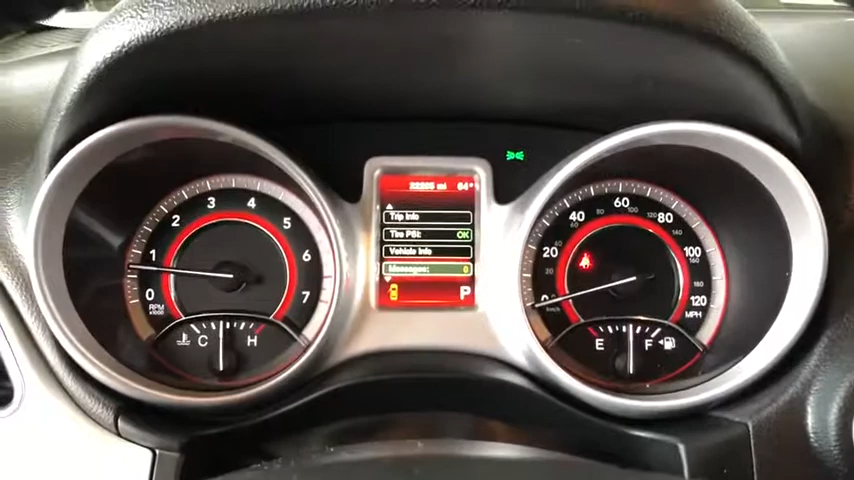 64°
Trip Info
Tire PSI: OK
Vehicle Info
Messages: 0
P
0 1 2 3 4 5 6 7
RPM
x1000
C H
20 40 60 80 100 120
MPH
km/h
E F